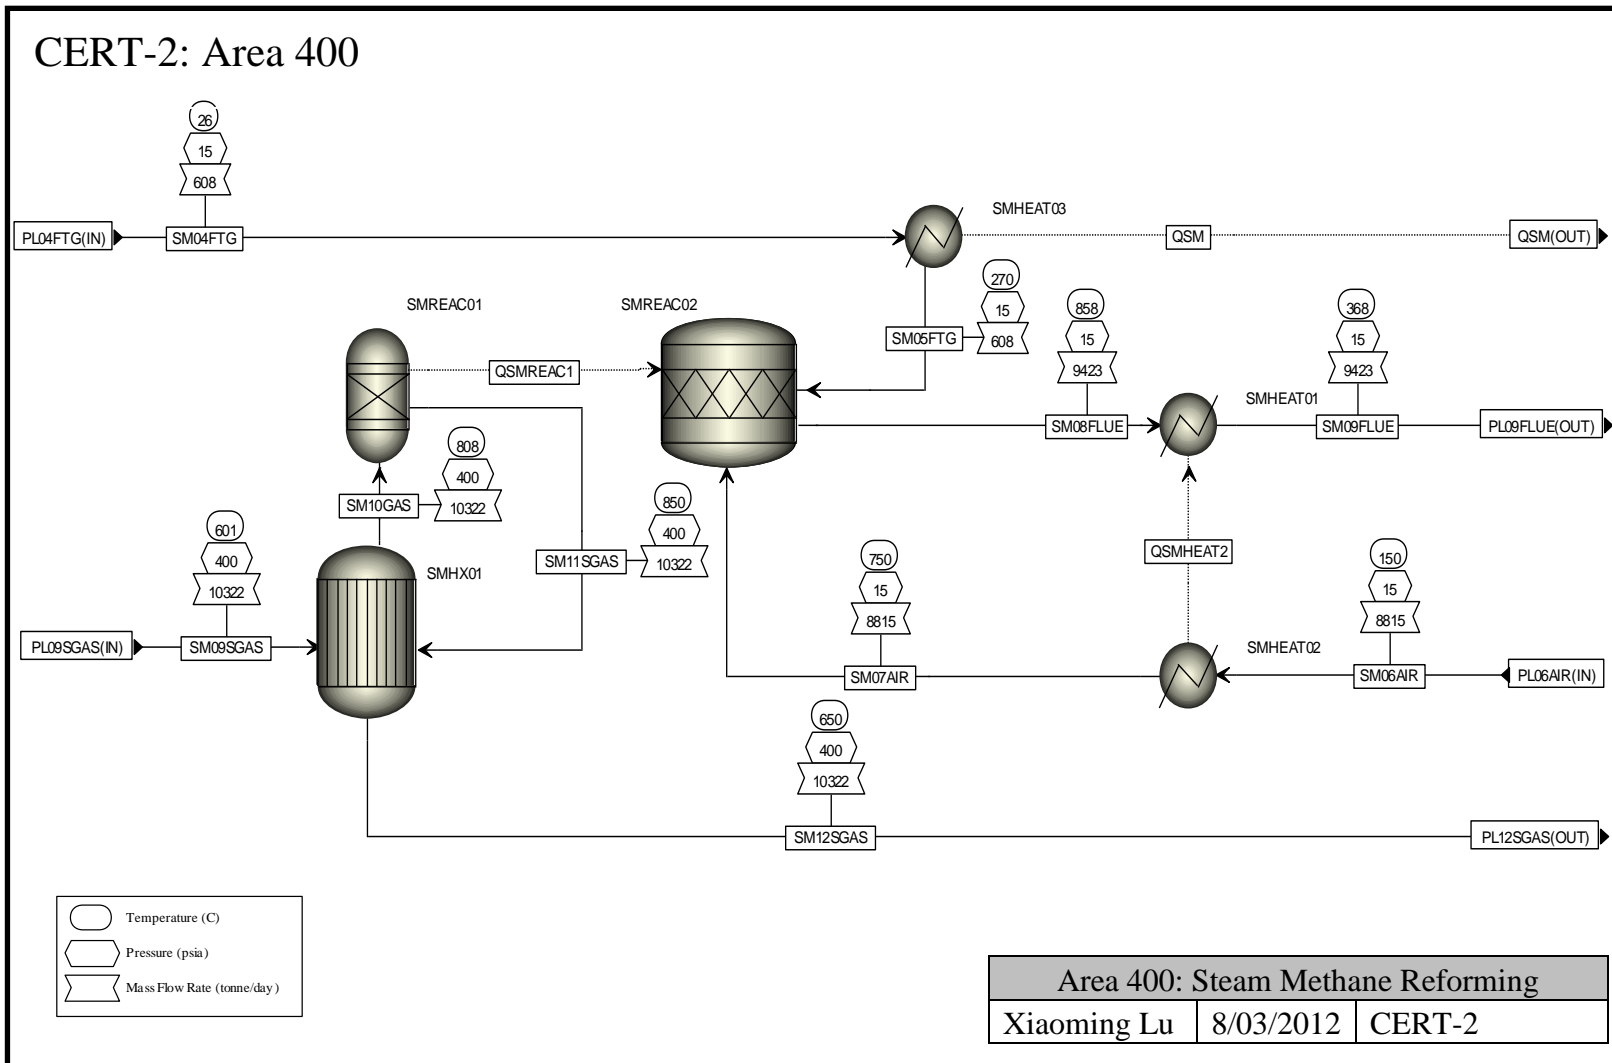 CERT-2: Area 400
26
15
608
PL04FTG(IN)
SM04FTG
SMHEAT03
QSM
QSM(OUT)
SMREAC01
SMREAC02
270
15
608
SM05FTG
858
15
9423
368
15
9423
QSMREAC1
SMHEAT01
SM08FLUE
SM09FLUE
PL09FLUE(OUT)
808
400
10322
SM10GAS
850
400
10322
SM11SGAS
601
400
10322
SMHX01
750
15
8815
QSMHEAT2
150
15
8815
PL09SGAS(IN)
SM09SGAS
SMHEAT02
SM07AIR
SM06AIR
PL06AIR(IN)
650
400
10322
SM12SGAS
PL12SGAS(OUT)
Temperature (C)
Pressure (psia)
Mass Flow Rate (tonne/day)
Area 400: Steam Methane Reforming
Xiaoming Lu 8/03/2012 CERT-2